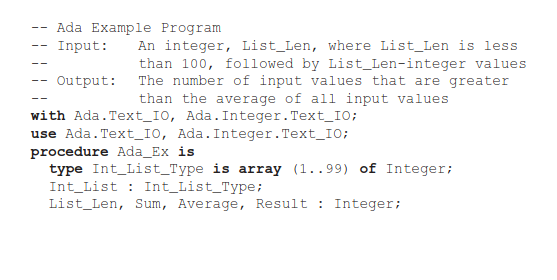 -- Ada Example Program
-- Input:   An integer, List_Len, where List_Len is less
--          than 100, followed by List_Len-integer values
-- Output:  The number of input values that are greater
--          than the average of all input values
with Ada.Text_IO, Ada.Integer.Text_IO;
use Ada.Text_IO, Ada.Integer.Text_IO;
procedure Ada_Ex is
  type Int_List_Type is array (1..99) of Integer;
  Int_List : Int_List_Type;
  List_Len, Sum, Average, Result : Integer;